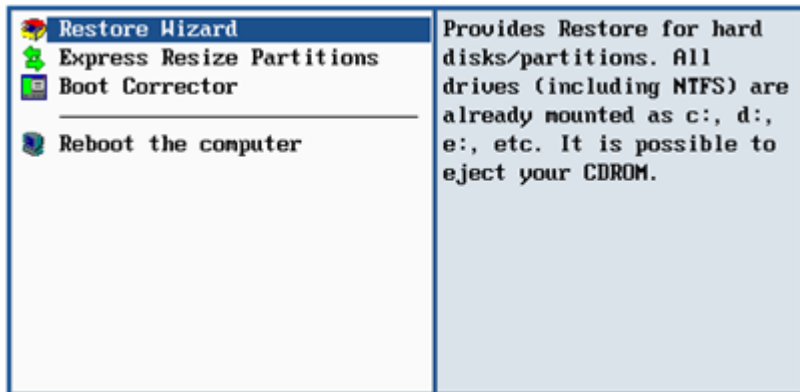 Restore Wizard
Express Resize Partitions
Boot Corrector
Reboot the computer
Provides Restore for hard
disks/partitions. All
drives (including NTFS) are
already mounted as c:, d:,
e:, etc. It is possible to
eject your CDROM.